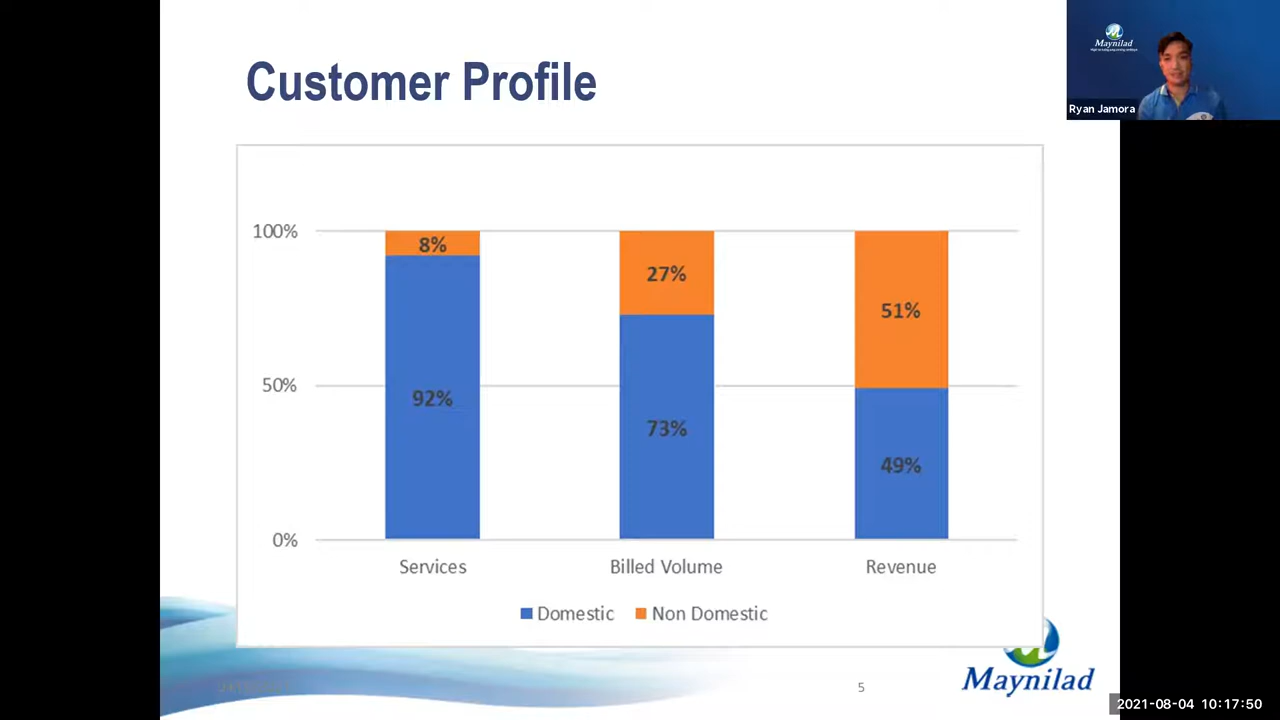 Customer Profile
Maynilad
Ryan Jamora
100%
8%
27%
51%
50%
92%
73%
49%
0%
Services
Billed Volume
Revenue
Domestic
Non Domestic
5
Maynilad
2021-08-04 10:17:50